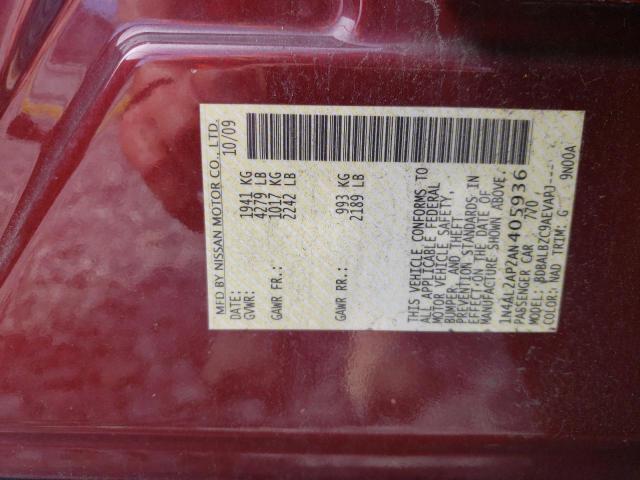 MFD BY NISSAN MOTOR CO., LTD.
DATE: 10/09
GVWR: 1941 KG
4279 LB
GAWR FR.: 1017 KG
2242 LB
GAWR RR.: 993 KG
2189 LB
THIS VEHICLE CONFORMS TO
ALL APPLICABLE FEDERAL
MOTOR VEHICLE SAFETY,
BUMPER, AND THEFT
PREVENTION STANDARDS IN
EFFECT ON THE DATE OF
MANUFACTURE SHOWN ABOVE.
1N4AL2AP2AN405936
PASSENGER CAR 770
MODEL: BDBALBZC9AEVAPJ---
COLOR: NAD TRIM: G 9N00A